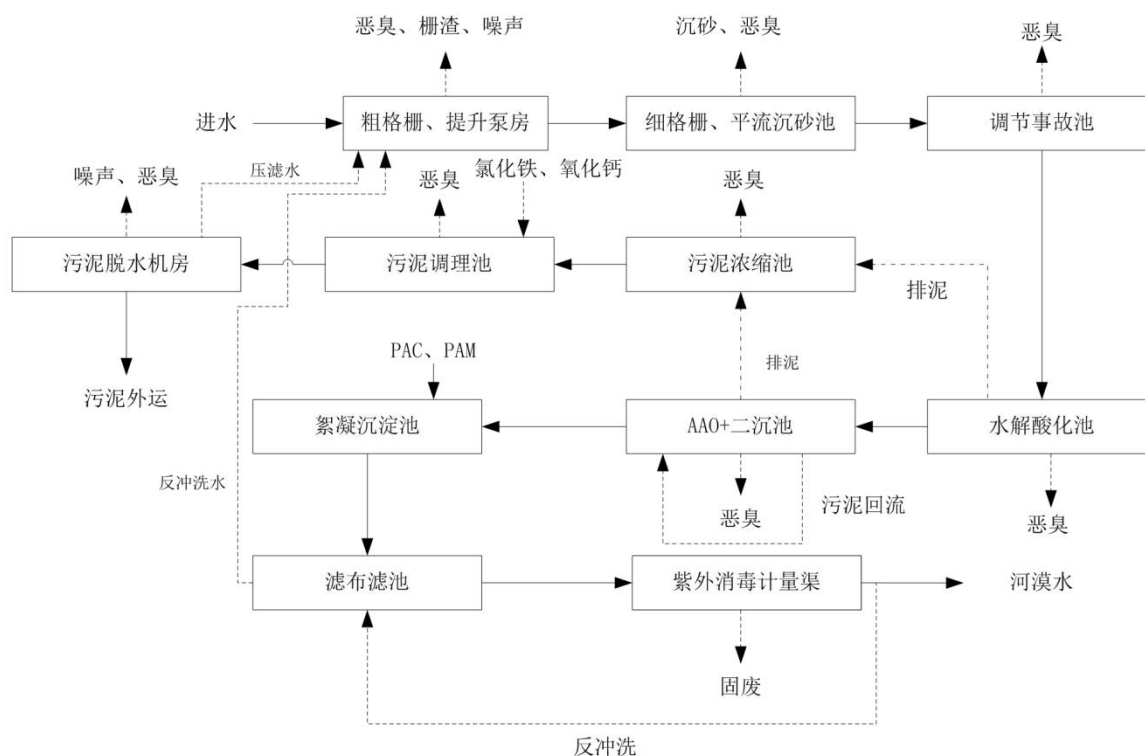 恶臭、栅渣、噪声
沉砂、恶臭
恶臭
进水
粗格栅、提升泵房
细格栅、平流沉砂池
调节事故池
噪声、恶臭
压滤水
恶臭
氯化铁、氧化钙
恶臭
污泥脱水机房
污泥调理池
污泥浓缩池
排泥
PAC、PAM
排泥
污泥外运
絮凝沉淀池
AAO+二沉池
水解酸化池
反冲洗水
恶臭
污泥回流
恶臭
滤布滤池
紫外消毒计量渠
河漠水
固废
反冲洗